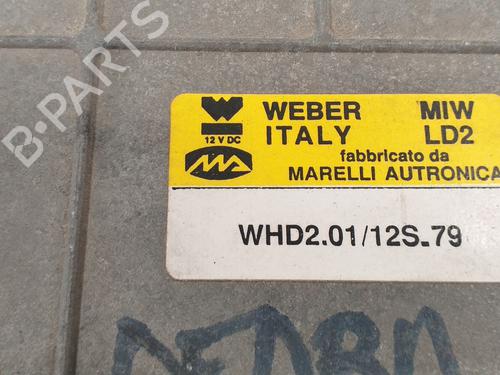 B-PARTS
WEBER MIW
12 V DC
ITALY LD2
fabbricato da
MARELLI AUTRONICA
WHD2.01/12S.79